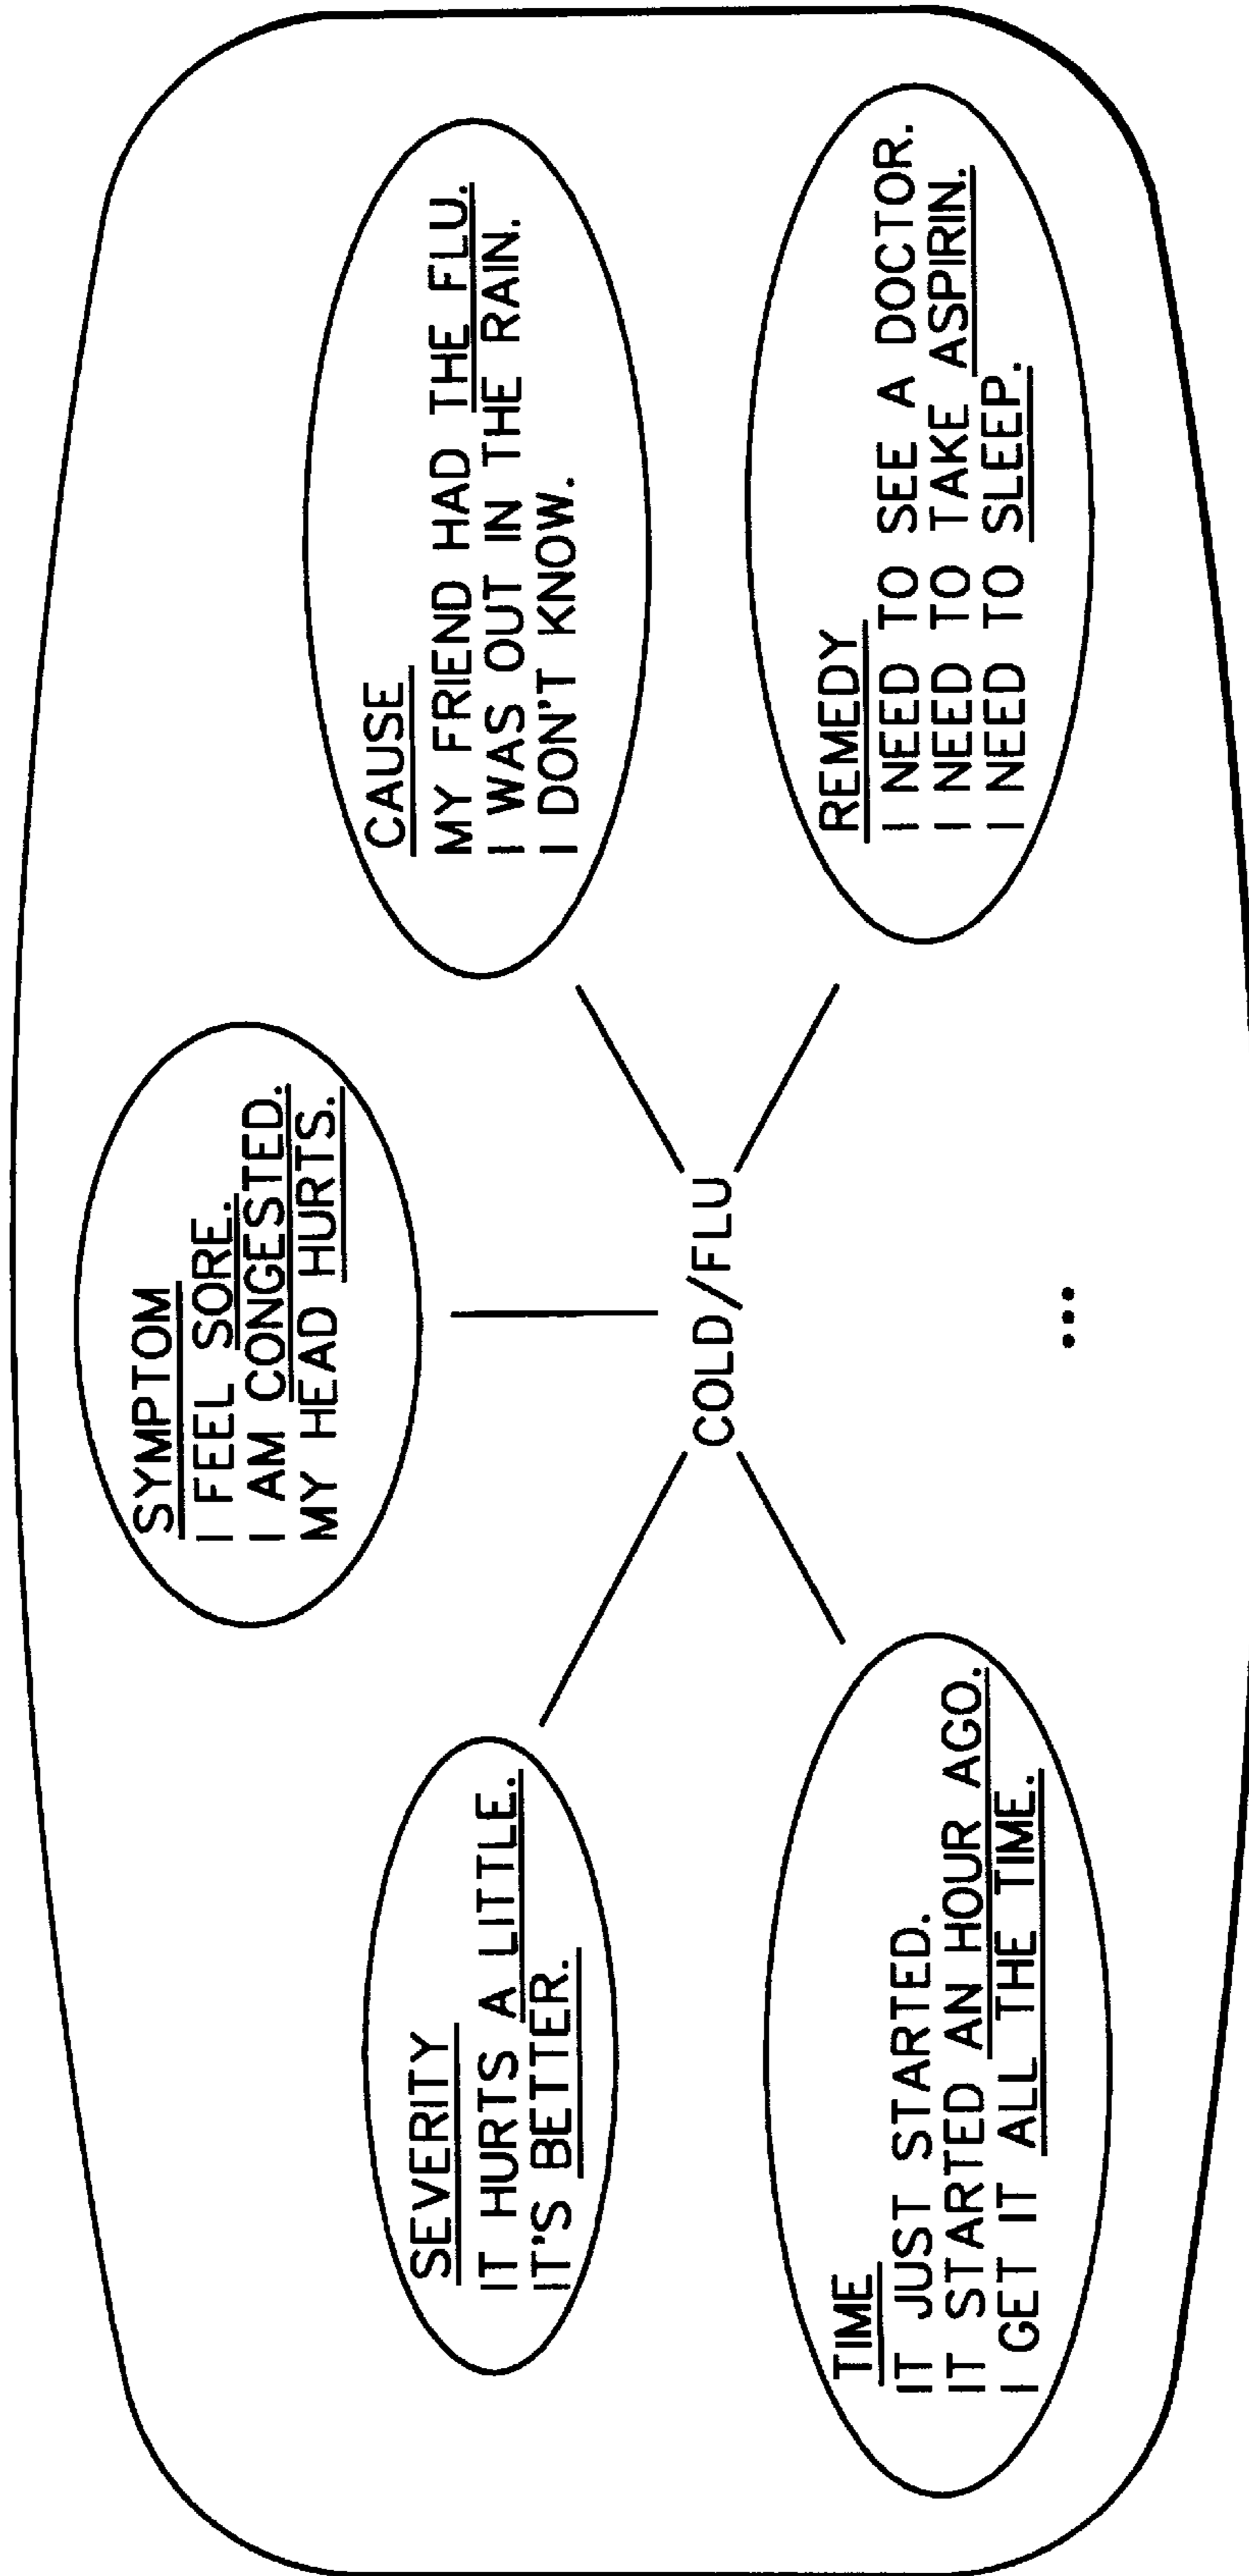 SYMPTOM
I FEEL SORE.
I AM CONGESTED.
MY HEAD HURTS.
SEVERITY
IT HURTS A LITTLE.
IT'S BETTER.
CAUSE
MY FRIEND HAD THE FLU.
I WAS OUT IN THE RAIN.
I DON'T KNOW.
COLD/FLU
TIME
IT JUST STARTED.
IT STARTED AN HOUR AGO.
I GET IT ALL THE TIME.
REMEDY
I NEED TO SEE A DOCTOR.
I NEED TO TAKE ASPIRIN.
I NEED TO SLEEP.
...